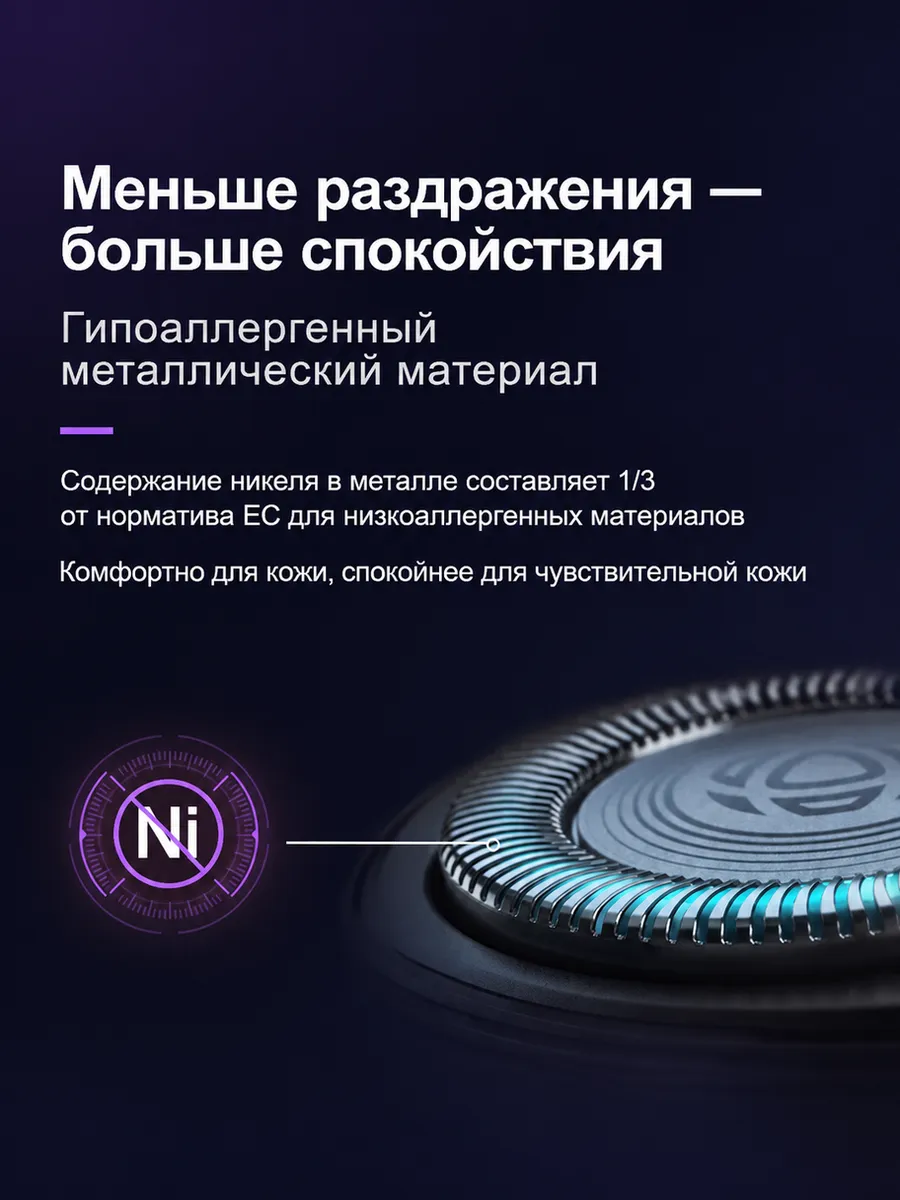 Меньше раздражения —
больше спокойствия
Гипоаллергенный
металлический материал
Содержание никеля в металле составляет 1/3
от норматива ЕС для низкоаллергенных материалов
Комфортно для кожи, спокойнее для чувствительной кожи
Ni